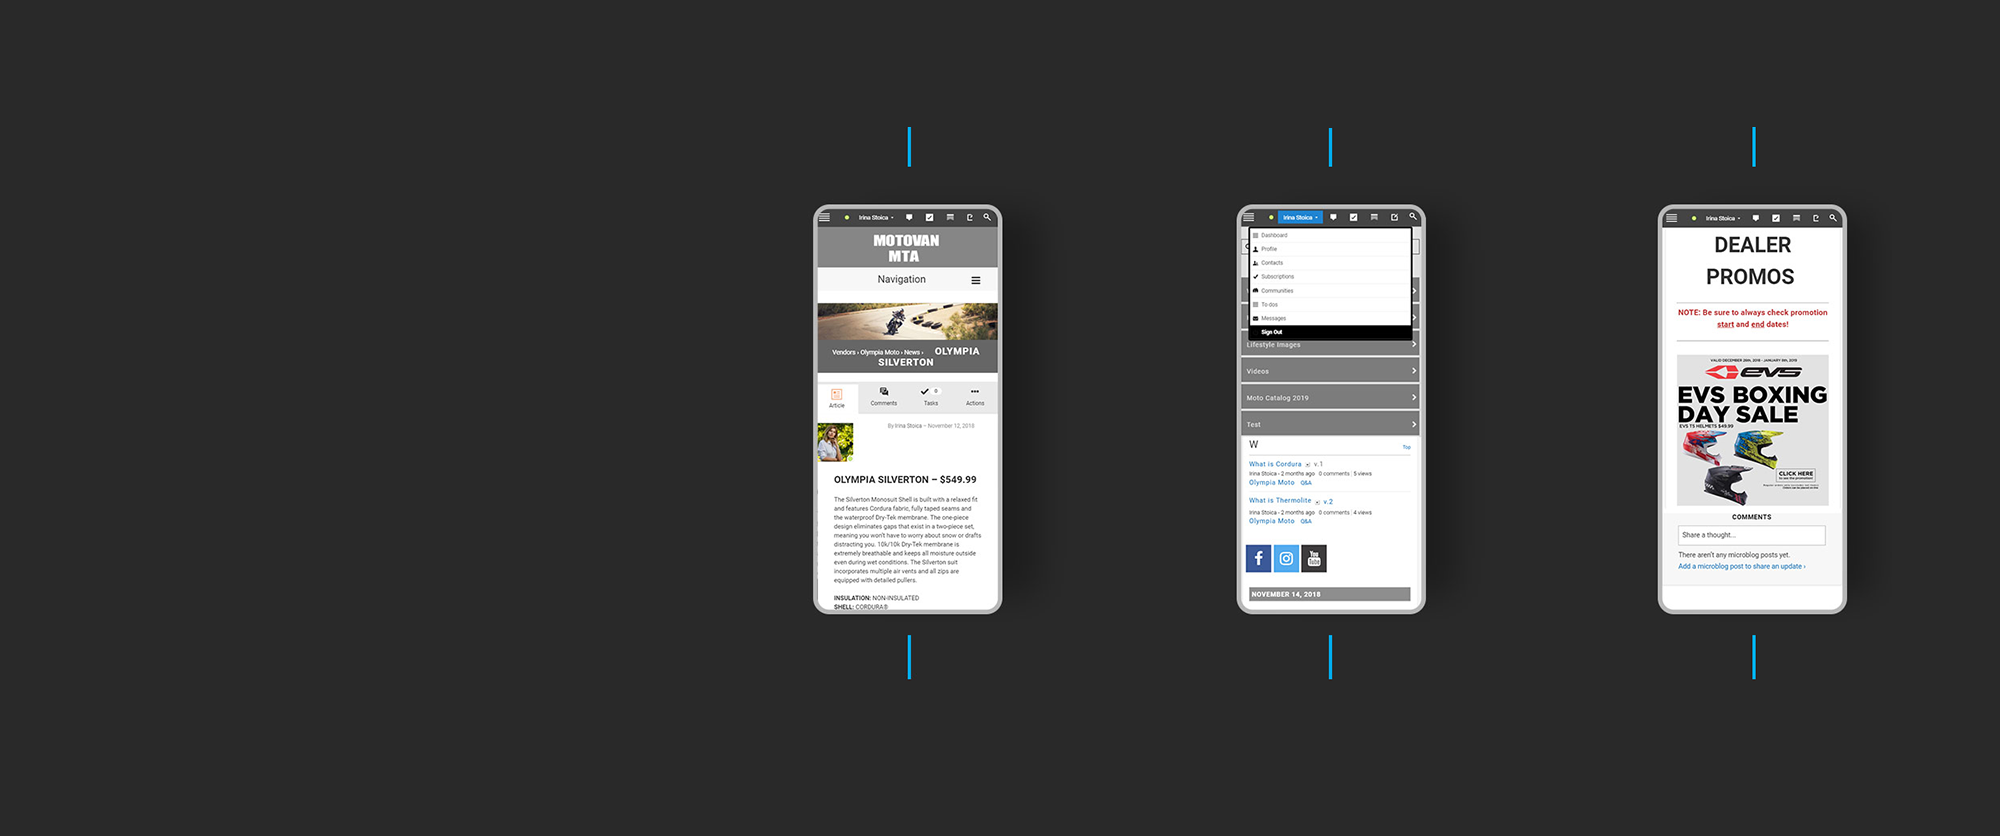 Irina Stoica
MOTOVAN
MTA
Navigation
Vendors › Olympia Moto › News › OLYMPIA
SILVERTON
Article
Comments
0
Tasks
Actions
By Irina Stoica – November 12, 2018
OLYMPIA SILVERTON – $549.99
The Silverton Monosuit Shell is built with a relaxed fit
and features Cordura fabric, fully taped seams and
the waterproof Dry-Tek membrane. The one-piece
design eliminates gaps that exist in a two-piece set,
meaning you won't have to worry about snow or drafts
distracting you. 10k/10k Dry-Tek membrane is
extremely breathable and keeps all moisture outside
even during wet conditions. The Silverton suit
incorporates multiple air vents and all zips are
equipped with detailed pullers.
INSULATION: NON-INSULATED
SHELL: CORDURA®
Irina Stoica
Dashboard
Profile
Contacts
Subscriptions
Communities
To dos
Messages
Sign Out
Lifestyle Images
Videos
Moto Catalog 2019
Test
W
Top
What is Cordura v.1
Irina Stoica - 2 months ago 0 comments 5 views
Olympia Moto Q&A
What is Thermolite v.2
Irina Stoica - 2 months ago 0 comments 4 views
Olympia Moto Q&A
You
Tube
NOVEMBER 14, 2018
Irina Stoica
DEALER
PROMOS
NOTE: Be sure to always check promotion
start and end dates!
VALID DECEMBER 26th, 2018 - JANUARY 9th, 2019
EVS
EVS BOXING
DAY SALE
EVS T5 HELMETS $49.99
CLICK HERE
to see the promotion!
COMMENTS
Share a thought...
There aren't any microblog posts yet.
Add a microblog post to share an update ›